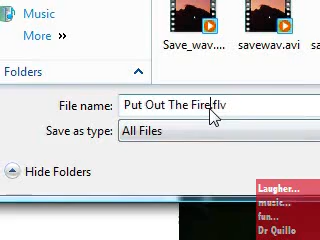 Music
More »
Save_wav....
savewav.avi
Folders
File name: Put Out The Fire.flv
Save as type: All Files
Hide Folders
Laugher...
music...
fun...
Dr Quillo